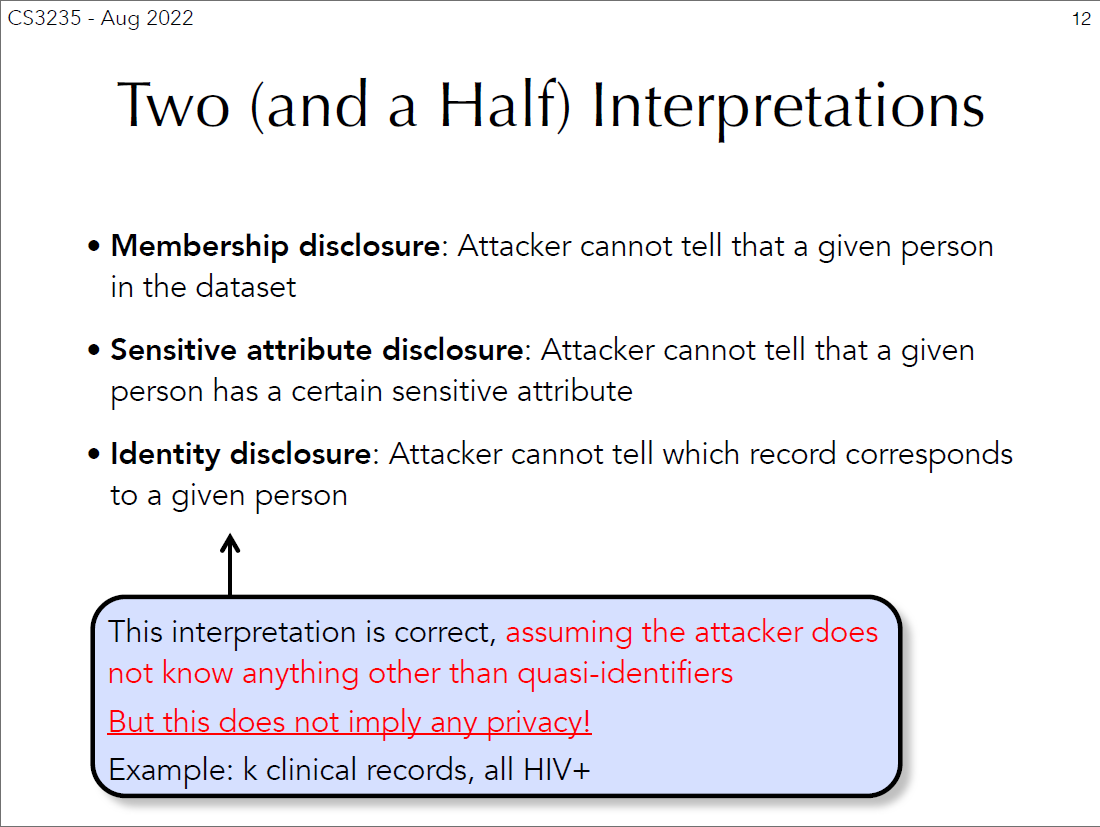 CS3235 - Aug 2022
12
Two (and a Half) Interpretations
• Membership disclosure: Attacker cannot tell that a given person
in the dataset
• Sensitive attribute disclosure: Attacker cannot tell that a given
person has a certain sensitive attribute
• Identity disclosure: Attacker cannot tell which record corresponds
to a given person
This interpretation is correct, assuming the attacker does
not know anything other than quasi-identifiers
But this does not imply any privacy!
Example: k clinical records, all HIV+